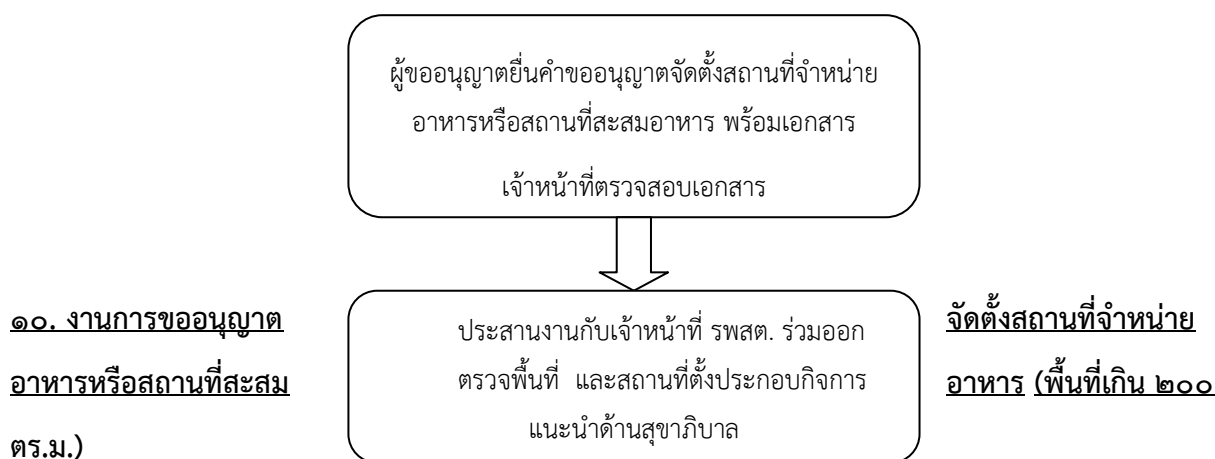 ผู้ขออนุญาตยื่นคำขออนุญาตจัดตั้งสถานที่จำหน่าย
อาหารหรือสถานที่สะสมอาหาร พร้อมเอกสาร
เจ้าหน้าที่ตรวจสอบเอกสาร
๑๐. งานการขออนุญาต จัดตั้งสถานที่จำหน่าย
อาหารหรือสถานที่สะสม อาหาร (พื้นที่เกิน ๒๐๐
ตร.ม.)
ประสานงานกับเจ้าหน้าที่ รพสต. ร่วมออก
ตรวจพื้นที่ และสถานที่ตั้งประกอบกิจการ
แนะนำด้านสุขาภิบาล